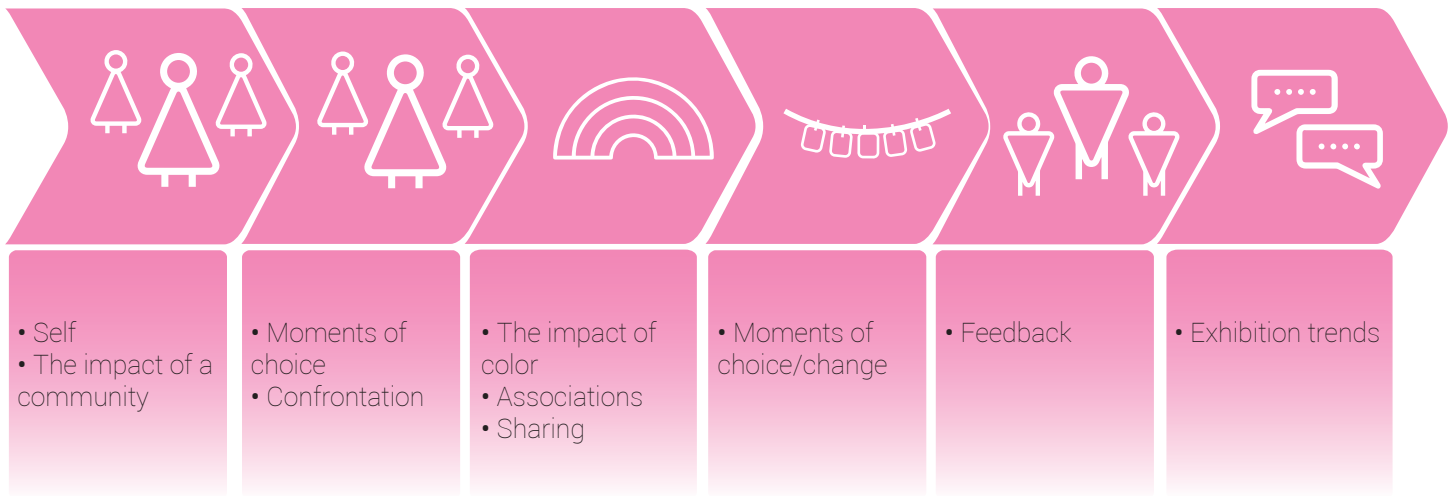 • Self
• The impact of a
community
• Moments of
choice
• Confrontation
• The impact of
color
• Associations
• Sharing
• Moments of
choice/change
• Feedback
• Exhibition trends